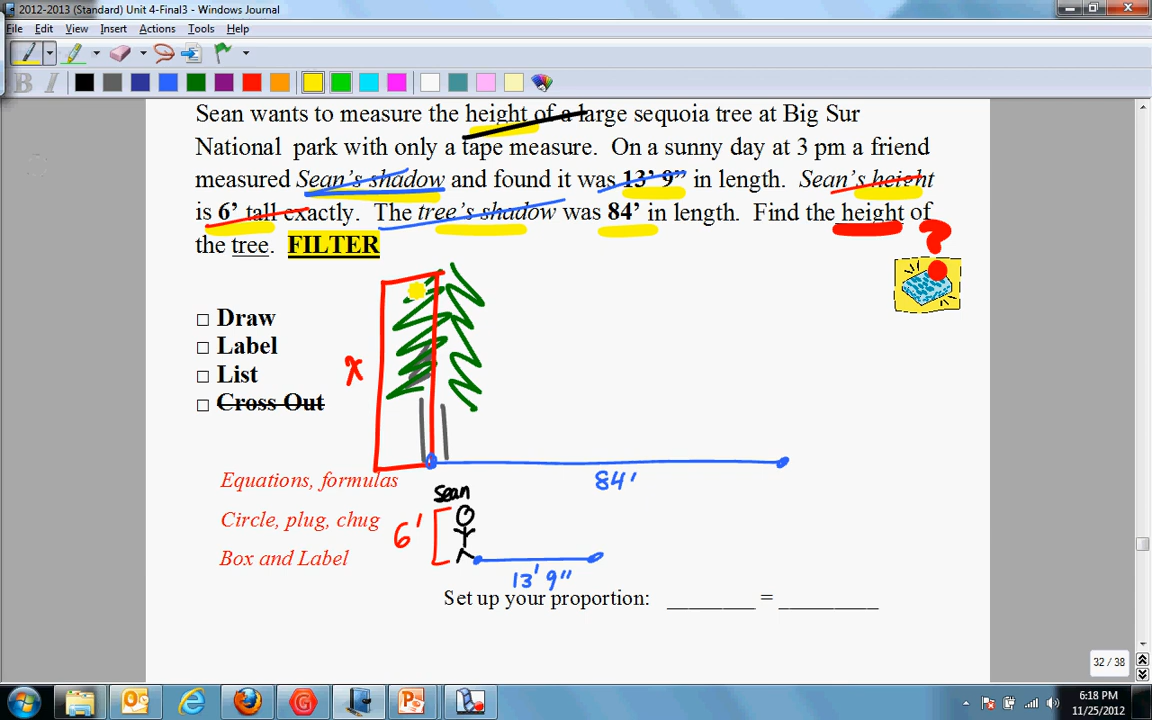 2012-2013 (Standard) Unit 4-Final3 - Windows Journal
File Edit View Insert Actions Tools Help
B I
Sean wants to measure the height of a large sequoia tree at Big Sur
National park with only a tape measure. On a sunny day at 3 pm a friend
measured Sean's shadow and found it was 13' 9" in length. Sean's height
is 6' tall exactly. The tree's shadow was 84' in length. Find the height of
the tree. FILTER
?
Draw
Label
List
Cross Out
x
Equations, formulas
84'
Sean
Circle, plug, chug
6'
Box and Label
13' 9"
Set up your proportion: ________ = _________
32 / 38
6:18 PM
11/25/2012